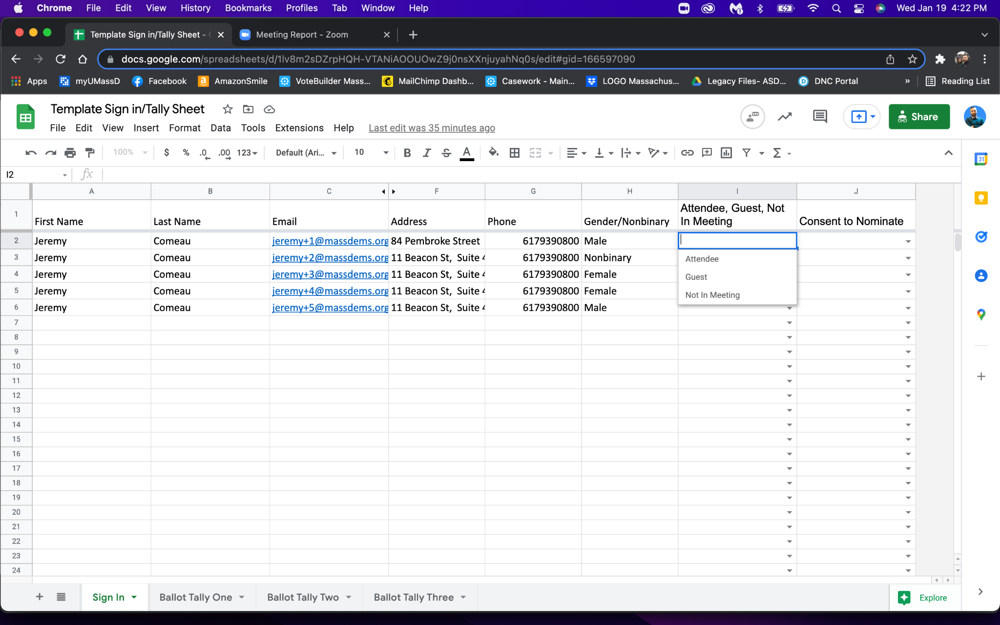 Chrome File Edit View History Bookmarks Profiles Tab Window Help Wed Jan 19 4:22 PM
Template Sign in/Tally Sheet - Meeting Report - Zoom
docs.google.com/spreadsheets/d/1lv8m2sDZrpHQH-VTANiAOOUOwZ9j0nsXXnjuyahNq0s/edit#gid=166597090
Apps myUMassD Facebook AmazonSmile VoteBuilder Mass... MailChimp Dashb... Casework - Main... LOGO Massachus... Legacy Files- ASD... DNC Portal » Reading List
Template Sign in/Tally Sheet
File Edit View Insert Format Data Tools Extensions Help Last edit was 35 minutes ago
Share
100% $ % .0 .00 123 Default (Ari... 10 B I S A Σ
31
I2 fx
A B C F G H I J
1 First Name Last Name Email Address Phone Gender/Nonbinary Attendee, Guest, Not In Meeting Consent to Nominate
2 Jeremy Comeau jeremy+1@massdems.org 84 Pembroke Street 6179390800 Male
3 Jeremy Comeau jeremy+2@massdems.org 11 Beacon St, Suite 6179390800 Nonbinary
4 Jeremy Comeau jeremy+3@massdems.org 11 Beacon St, Suite 6179390800 Female
5 Jeremy Comeau jeremy+4@massdems.org 11 Beacon St, Suite 6179390800 Female
6 Jeremy Comeau jeremy+5@massdems.org 11 Beacon St, Suite 6179390800 Male
Attendee
Guest
Not In Meeting
7
8
9
10
11
12
13
14
15
16
17
18
19
20
21
22
23
24
Sign In Ballot Tally One Ballot Tally Two Ballot Tally Three Explore